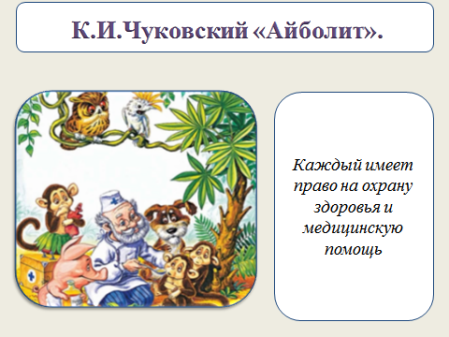 К.И.Чуковский «Айболит».
Каждый имеет
право на охрану
здоровья и
медицинскую
помощь